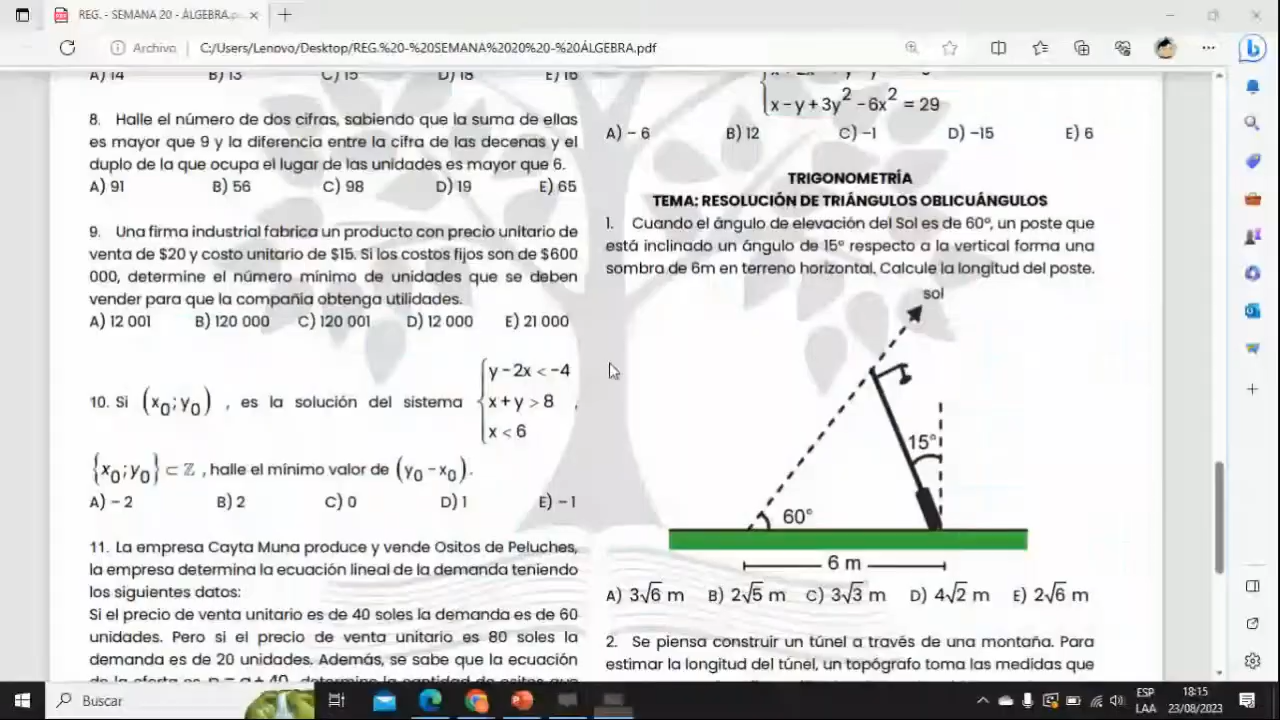 REG. - SEMANA 20 - ÁLGEBRA.pdf
Archivo
C:/Users/Lenovo/Desktop/REG.%20-%20SEMANA%2020%20-%20ÁLGEBRA.pdf
A) 14 B) 13 C) 15 D) 18 E) 16
8. Halle el número de dos cifras, sabiendo que la suma de ellas
es mayor que 9 y la diferencia entre la cifra de las decenas y el
duplo de la que ocupa el lugar de las unidades es mayor que 6.
A) 91 B) 56 C) 98 D) 19 E) 65
9. Una firma industrial fabrica un producto con precio unitario de
venta de $20 y costo unitario de $15. Si los costos fijos son de $600
000, determine el número mínimo de unidades que se deben
vender para que la compañía obtenga utilidades.
A) 12 001 B) 120 000 C) 120 001 D) 12 000 E) 21 000
y - 2x < -4
10. Si (x₀; y₀) , es la solución del sistema x + y > 8 ,
x < 6
{x₀; y₀} ⊂ ℤ , halle el mínimo valor de (y₀ - x₀).
A) - 2 B) 2 C) 0 D) 1 E) - 1
11. La empresa Cayta Muna produce y vende Ositos de Peluches,
la empresa determina la ecuación lineal de la demanda teniendo
los siguientes datos:
Si el precio de venta unitario es de 40 soles la demanda es de 60
unidades. Pero si el precio de venta unitario es 80 soles la
demanda es de 20 unidades. Además, se sabe que la ecuación
x - y + 3y² - 6x² = 29
A) - 6 B) 12 C) -1 D) -15 E) 6
TRIGONOMETRÍA
TEMA: RESOLUCIÓN DE TRIÁNGULOS OBLICUÁNGULOS
1. Cuando el ángulo de elevación del Sol es de 60º, un poste que
está inclinado un ángulo de 15º respecto a la vertical forma una
sombra de 6m en terreno horizontal. Calcule la longitud del poste.
sol
15°
60°
6 m
A) 3√6 m B) 2√5 m C) 3√3 m D) 4√2 m E) 2√6 m
2. Se piensa construir un túnel a través de una montaña. Para
estimar la longitud del túnel, un topógrafo toma las medidas que
Buscar
ESP
LAA
18:15
23/08/2023